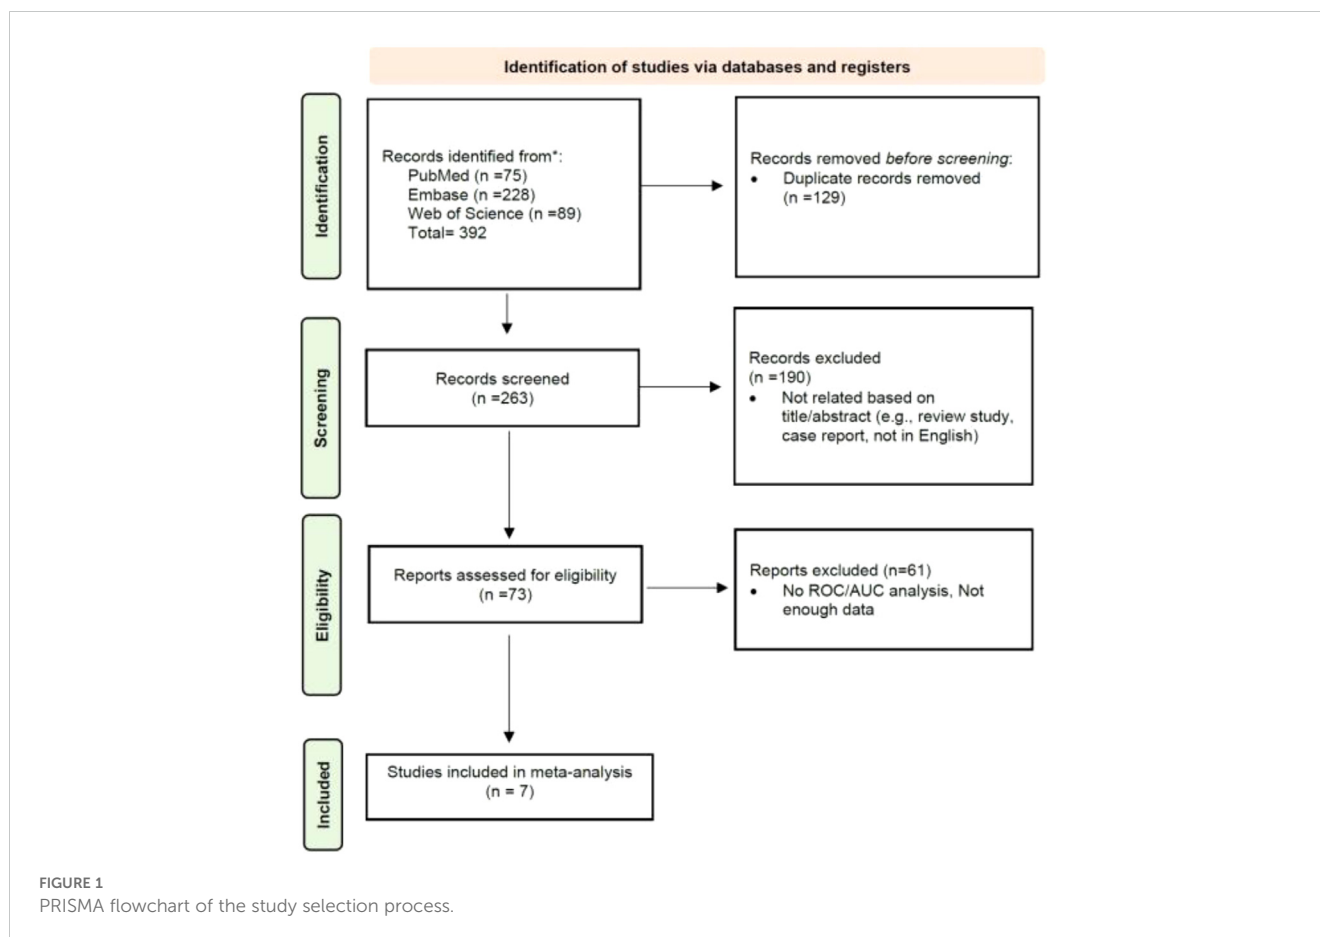 Identification of studies via databases and registers
Identification
Records identified from*:
PubMed (n =75)
Embase (n =228)
Web of Science (n =89)
Total= 392
Records removed before screening:
• Duplicate records removed
(n =129)
Screening
Records screened
(n =263)
Records excluded
(n =190)
• Not related based on
title/abstract (e.g., review study,
case report, not in English)
Eligibility
Reports assessed for eligibility
(n =73)
Reports excluded (n=61)
• No ROC/AUC analysis, Not
enough data
Included
Studies included in meta-analysis
(n = 7)
FIGURE 1
PRISMA flowchart of the study selection process.